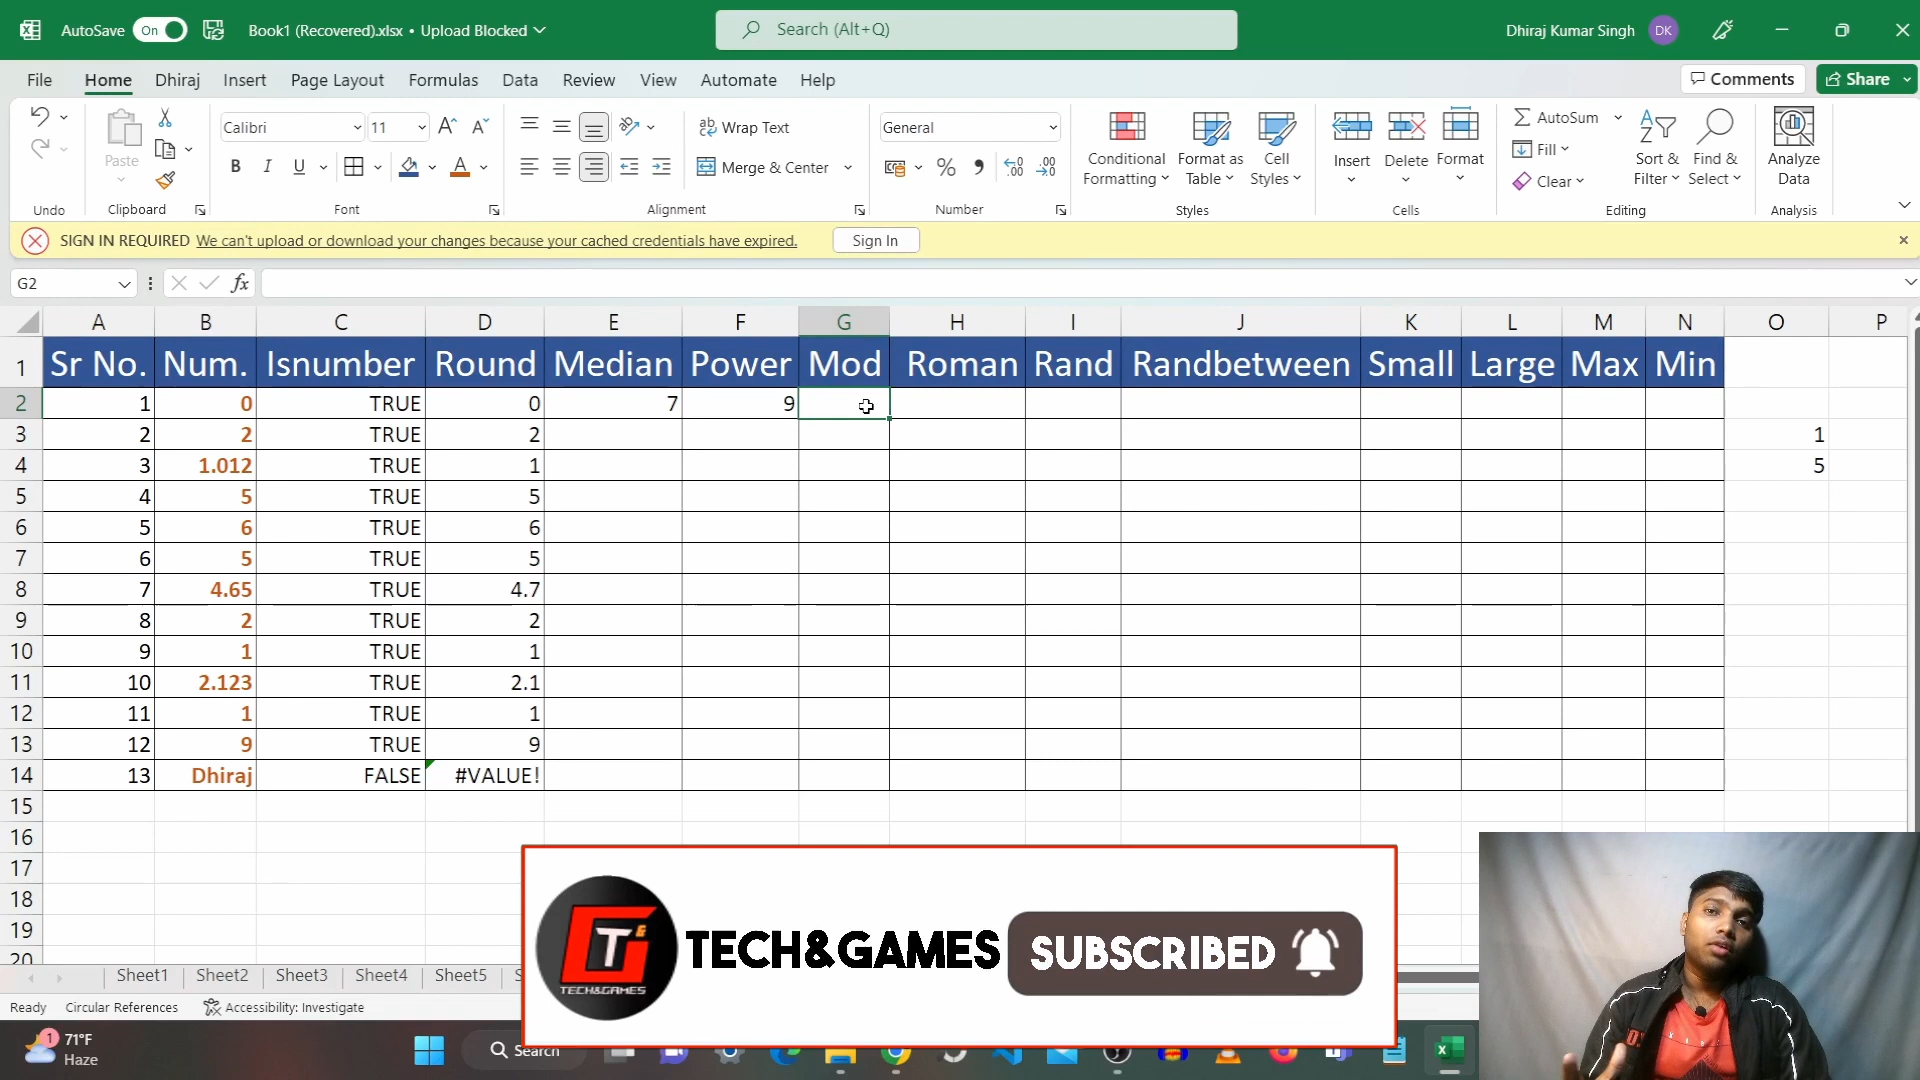 AutoSave On Book1 (Recovered).xlsx • Upload Blocked Search (Alt+Q) Dhiraj Kumar Singh DK
File Home Dhiraj Insert Page Layout Formulas Data Review View Automate Help Comments Share
Paste
Undo Clipboard
Calibri 11
B I U A
Font
Wrap Text
Merge & Center
Alignment
General
Number
Conditional Formatting
Format as Table
Cell Styles
Styles
Insert Delete Format
Cells
AutoSum
Fill
Clear
Sort & Filter
Find & Select
Editing
Analyze Data
Analysis
SIGN IN REQUIRED We can't upload or download your changes because your cached credentials have expired. Sign In
G2 fx
A B C D E F G H I J K L M N O P
1 Sr No. Num. Isnumber Round Median Power Mod Roman Rand Randbetween Small Large Max Min
2 1 0 TRUE 0 7 9
3 2 2 TRUE 2 1
4 3 1.012 TRUE 1 5
5 4 5 TRUE 5
6 5 6 TRUE 6
7 6 5 TRUE 5
8 7 4.65 TRUE 4.7
9 8 2 TRUE 2
10 9 1 TRUE 1
11 10 2.123 TRUE 2.1
12 11 1 TRUE 1
13 12 9 TRUE 9
14 13 Dhiraj FALSE #VALUE!
15
16
17
18
19
20
TECH&GAMES
TECH&GAMES SUBSCRIBED
Sheet1 Sheet2 Sheet3 Sheet4 Sheet5
Ready Circular References Accessibility: Investigate
1 71°F
Haze
Search